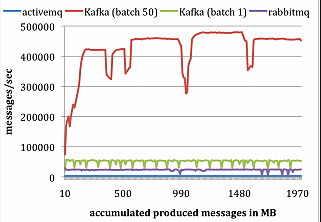 activemq Kafka (batch 50) Kafka (batch 1) rabbitmq
500000
400000
300000
200000
100000
0
messages/sec
10 500 990 1480 1970
accumulated produced messages in MB